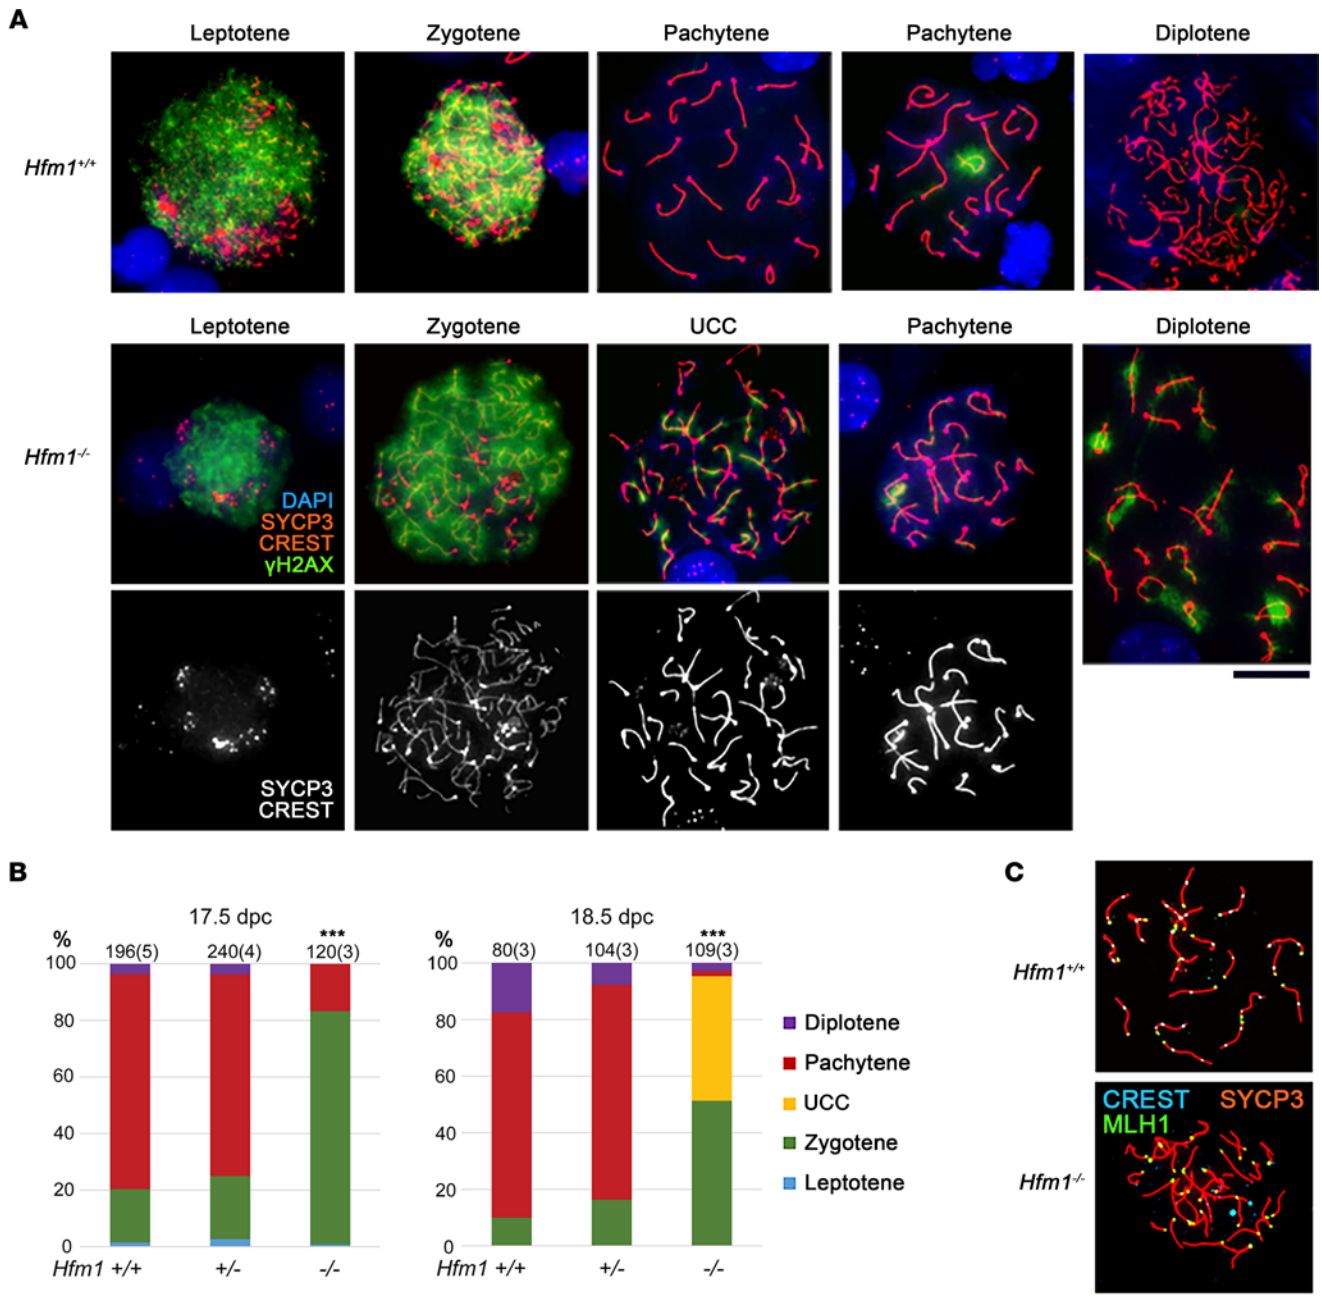 A
Leptotene Zygotene Pachytene Pachytene Diplotene
Hfm1+/+
Leptotene Zygotene UCC Pachytene Diplotene
Hfm1-/-
DAPI
SYCP3
CREST
γH2AX
SYCP3
CREST
B
17.5 dpc
%
196(5) 240(4) ***
120(3)
100
80
60
40
20
0
Hfm1 +/+ +/- -/-
18.5 dpc
%
80(3) 104(3) ***
109(3)
100
80
60
40
20
0
Hfm1 +/+ +/- -/-
Diplotene
Pachytene
UCC
Zygotene
Leptotene
C
Hfm1+/+
CREST SYCP3
MLH1
Hfm1-/-